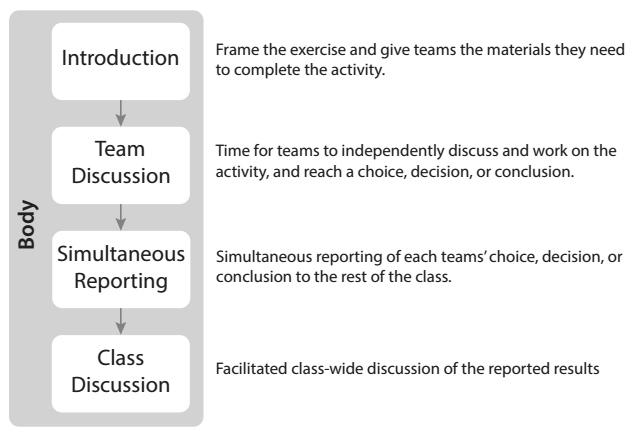 Body
Introduction
Frame the exercise and give teams the materials they need
to complete the activity.
Team
Discussion
Time for teams to independently discuss and work on the
activity, and reach a choice, decision, or conclusion.
Simultaneous
Reporting
Simultaneous reporting of each teams' choice, decision, or
conclusion to the rest of the class.
Class
Discussion
Facilitated class-wide discussion of the reported results